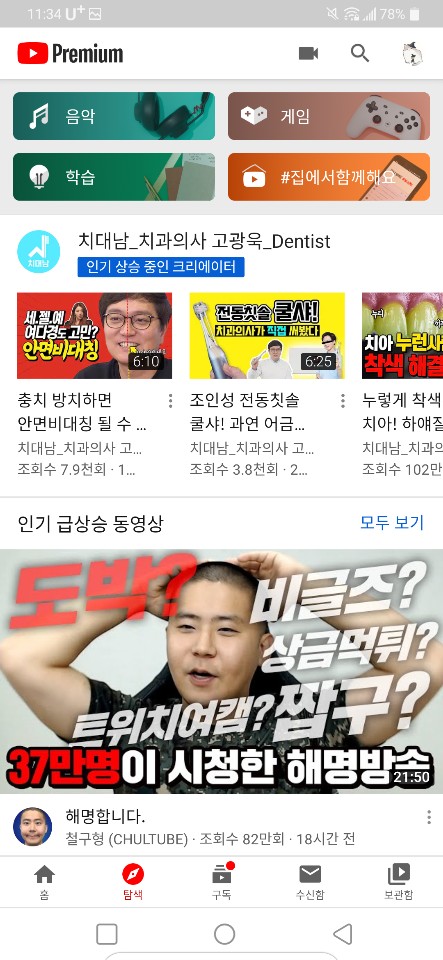 11:34 U+ 78%
Premium
음악
게임
학습
#집에서함께해요
치대남
치대남_치과의사 고광욱_Dentist
인기 상승 중인 크리에이터
세.젤.예
여다경도 고민?
안면비대칭
6:10
전동칫솔 쿨샤!
치과의사가 직접 써봤다
6:25
누리
치아 누런사
착색 해결
충치 방치하면
안면비대칭 될 수 ...
치대남_치과의사 고...
조회수 7.9천회 · 1...
조인성 전동칫솔
쿨샤! 과연 어금...
치대남_치과의사 고...
조회수 3.8천회 · 2...
누렇게 착색
치아! 하얘질
치대남_치과
조회수 102만
인기 급상승 동영상
모두 보기
도박?
비글즈?
상금먹튀?
트위치여캠?
짭구?
37만명이 시청한 해명방송
21:50
해명합니다.
철구형 (CHULTUBE) · 조회수 82만회 · 18시간 전
홈
탐색
구독
수신함
보관함